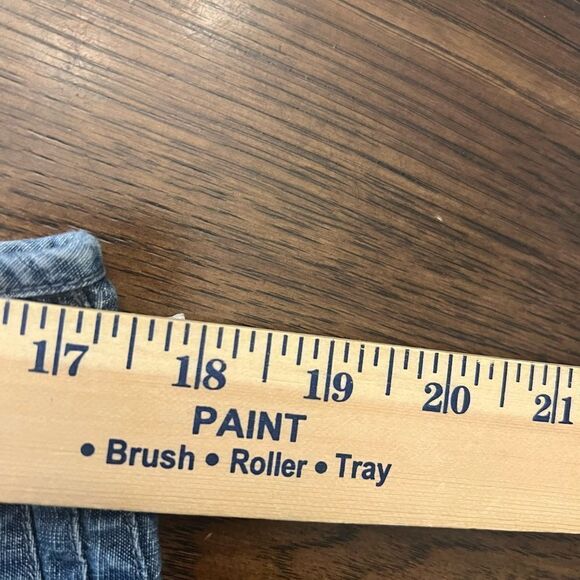 17 18 19 20 21
PAINT
• Brush • Roller • Tray